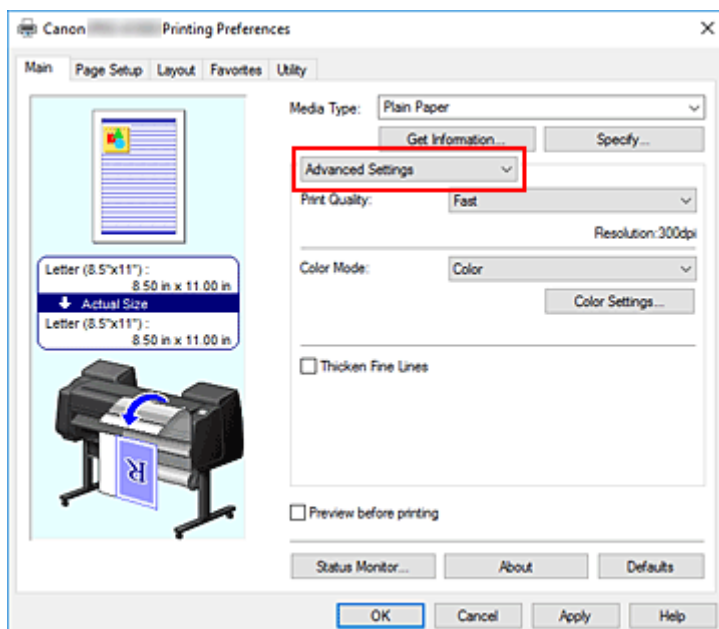 Canon Printing Preferences
Main Page Setup Layout Favorites Utility
Media Type: Plain Paper
Get Information... Specify...
Advanced Settings
Print Quality: Fast
Resolution:300dpi
Color Mode: Color
Color Settings...
Thicken Fine Lines
Letter (8.5"x11") :
8.50 in x 11.00 in
Actual Size
Letter (8.5"x11") :
8.50 in x 11.00 in
R
Preview before printing
Status Monitor... About Defaults
OK Cancel Apply Help